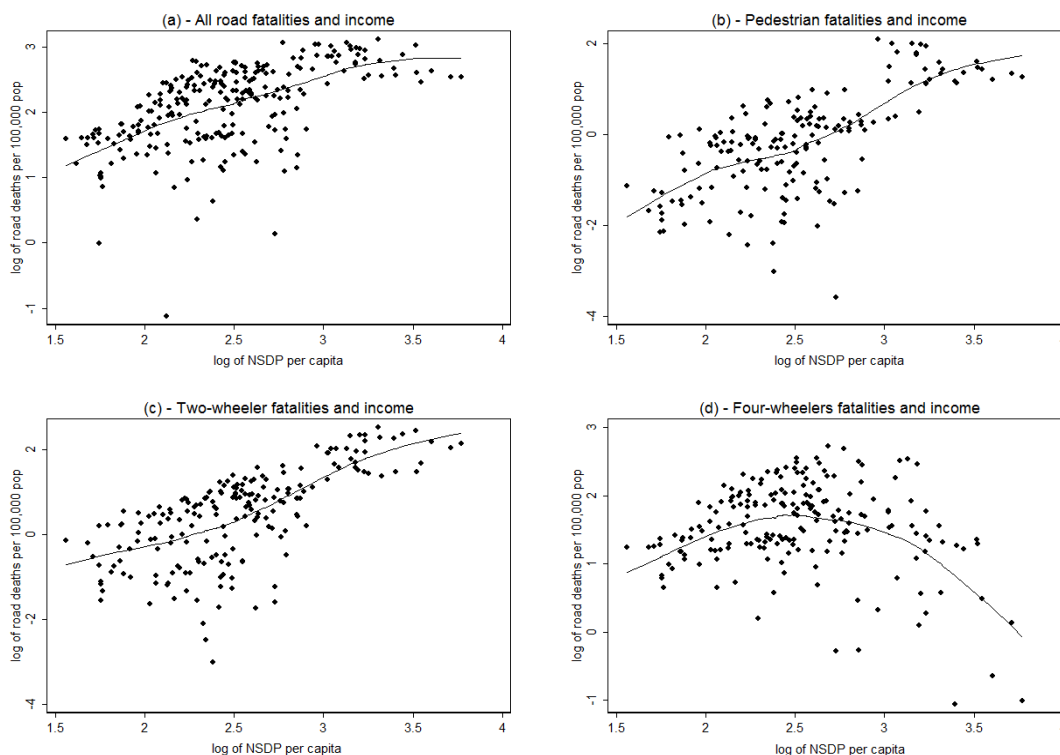 (a) - All road fatalities and income
log of road deaths per 100,000 pop
3
2
1
0
-1
1.5 2 2.5 3 3.5 4
log of NSDP per capita
(b) - Pedestrian fatalities and income
log of road deaths per 100,000 pop
2
0
-2
-4
1.5 2 2.5 3 3.5 4
log of NSDP per capita
(c) - Two-wheeler fatalities and income
log of road deaths per 100,000 pop
2
0
-2
-4
1.5 2 2.5 3 3.5 4
log of NSDP per capita
(d) - Four-wheelers fatalities and income
log of road deaths per 100,000 pop
3
2
1
0
-1
1.5 2 2.5 3 3.5 4
log of NSDP per capita